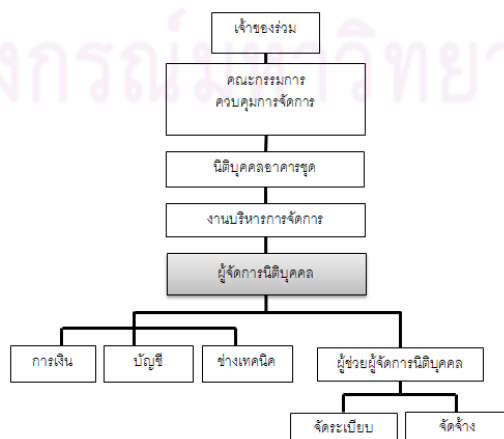 เจ้าของร่วม
คณะกรรมการ
ควบคุมการจัดการ
นิติบุคคลอาคารชุด
งานบริหารการจัดการ
ผู้จัดการนิติบุคคล
การเงิน
บัญชี
ช่างเทคนิค
ผู้ช่วยผู้จัดการนิติบุคคล
จัดระเบียบ
จัดจ้าง